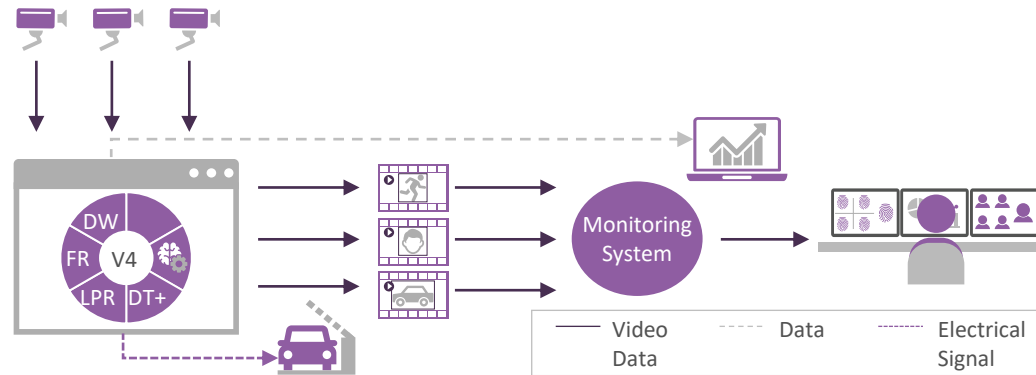 DW
FR
V4
LPR
DT+
Monitoring
System
Video
Data
Data
Electrical
Signal